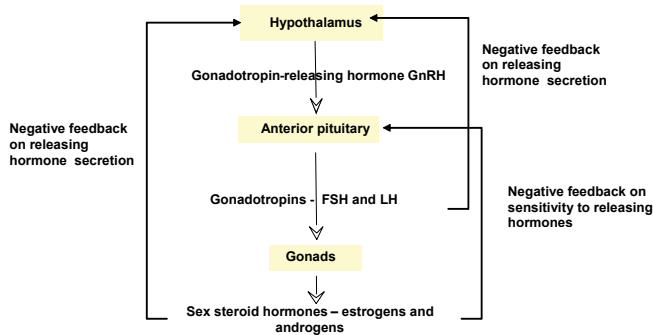 Hypothalamus
Negative feedback
on releasing
hormone secretion
Gonadotropin-releasing hormone GnRH
Negative feedback
on releasing
hormone secretion
Anterior pituitary
Gonadotropins - FSH and LH
Negative feedback on
sensitivity to releasing
hormones
Gonads
Sex steroid hormones – estrogens and
androgens